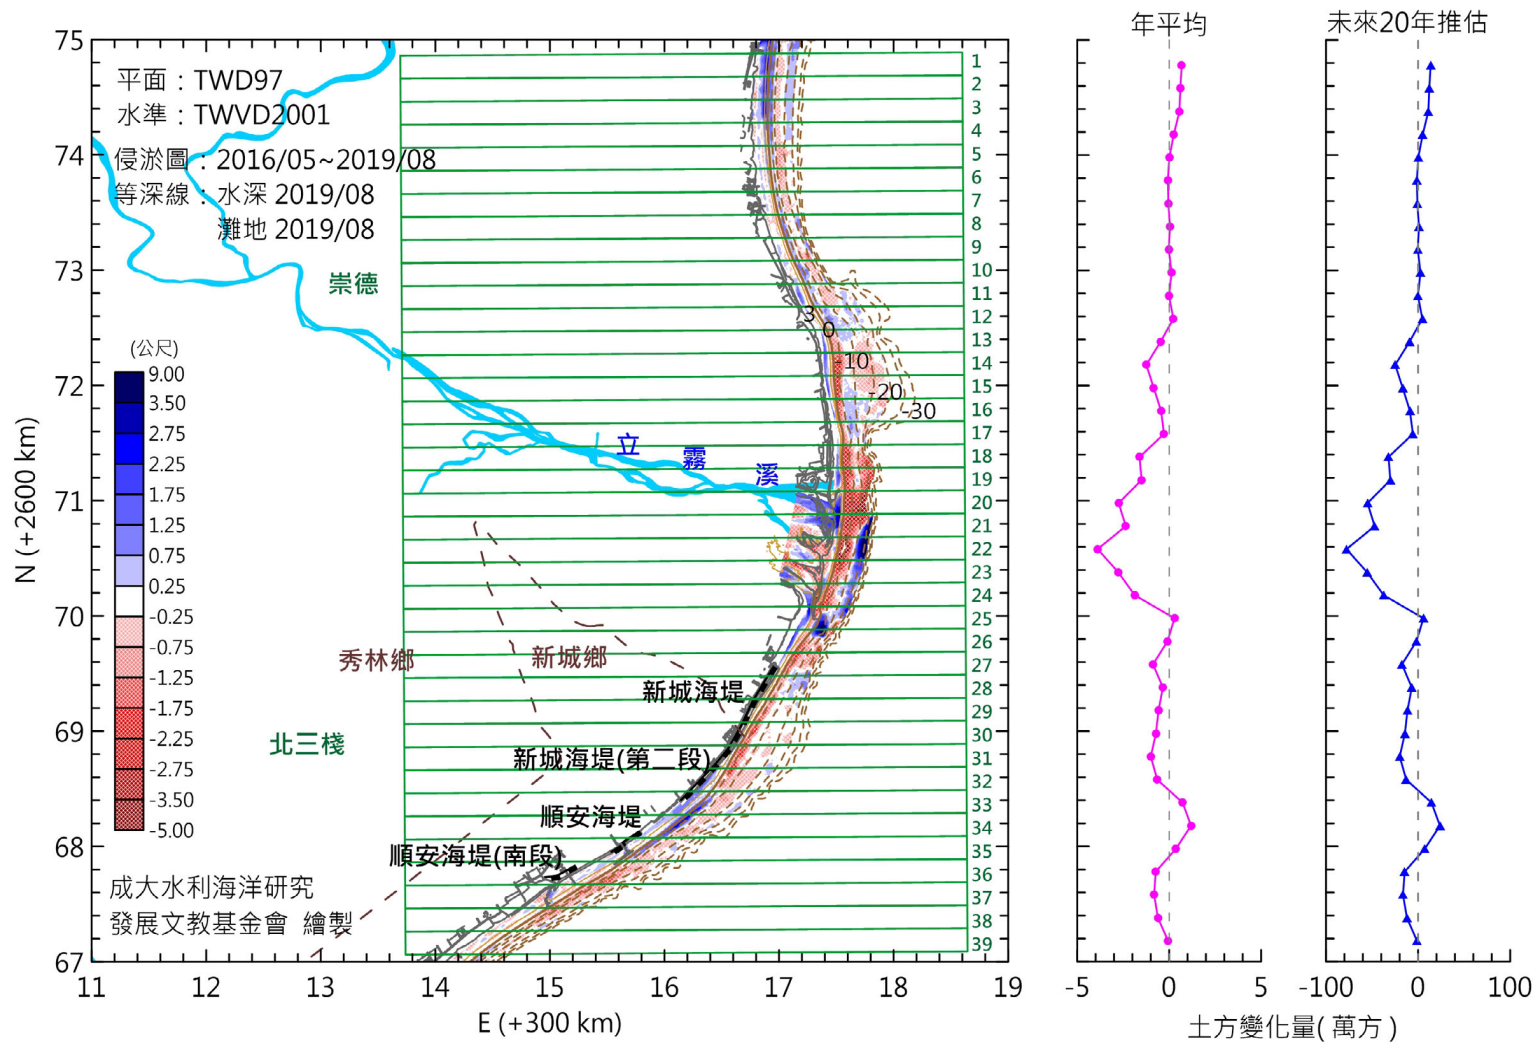 年平均
未來20年推估
75
74
73
72
71
70
69
68
67
N (+2600 km)
平面：TWD97
水準：TWVD2001
侵淤圖：2016/05~2019/08
等深線：水深 2019/08
灘地 2019/08
崇德
(公尺)
9.00
3.50
2.75
2.25
1.75
1.25
0.75
0.25
-0.25
-0.75
-1.25
-1.75
-2.25
-2.75
-3.50
-5.00
3
0
-10
-20
-30
立霧溪
秀林鄉
新城鄉
新城海堤
北三棧
新城海堤(第二段)
順安海堤
順安海堤(南段)
成大水利海洋研究
發展文教基金會 繪製
1
2
3
4
5
6
7
8
9
10
11
12
13
14
15
16
17
18
19
20
21
22
23
24
25
26
27
28
29
30
31
32
33
34
35
36
37
38
39
11 12 13 14 15 16 17 18 19
E (+300 km)
-5 0 5
-100 0 100
土方變化量( 萬方 )